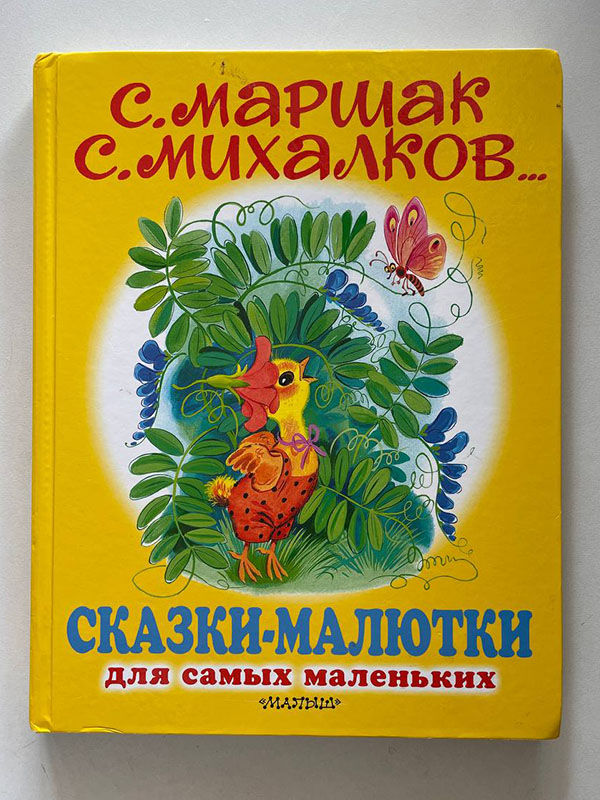 С. МАРШАК
С. МИХАЛКОВ...
СКАЗКИ-МАЛЮТКИ
для самых маленьких
«МАЛЫШ»